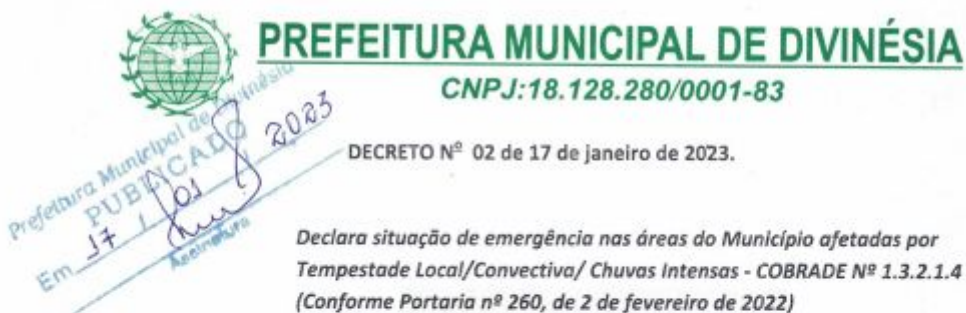 PREFEITURA MUNICIPAL DE DIVINÉSIA
CNPJ:18.128.280/0001-83
Prefeitura Municipal de Divinésia
PUBLICADO
Em 17 / 01 / 2023
Assinatura
DECRETO Nº 02 de 17 de janeiro de 2023.
Declara situação de emergência nas áreas do Município afetadas por
Tempestade Local/Convectiva/ Chuvas Intensas - COBRADE Nº 1.3.2.1.4
(Conforme Portaria nº 260, de 2 de fevereiro de 2022)